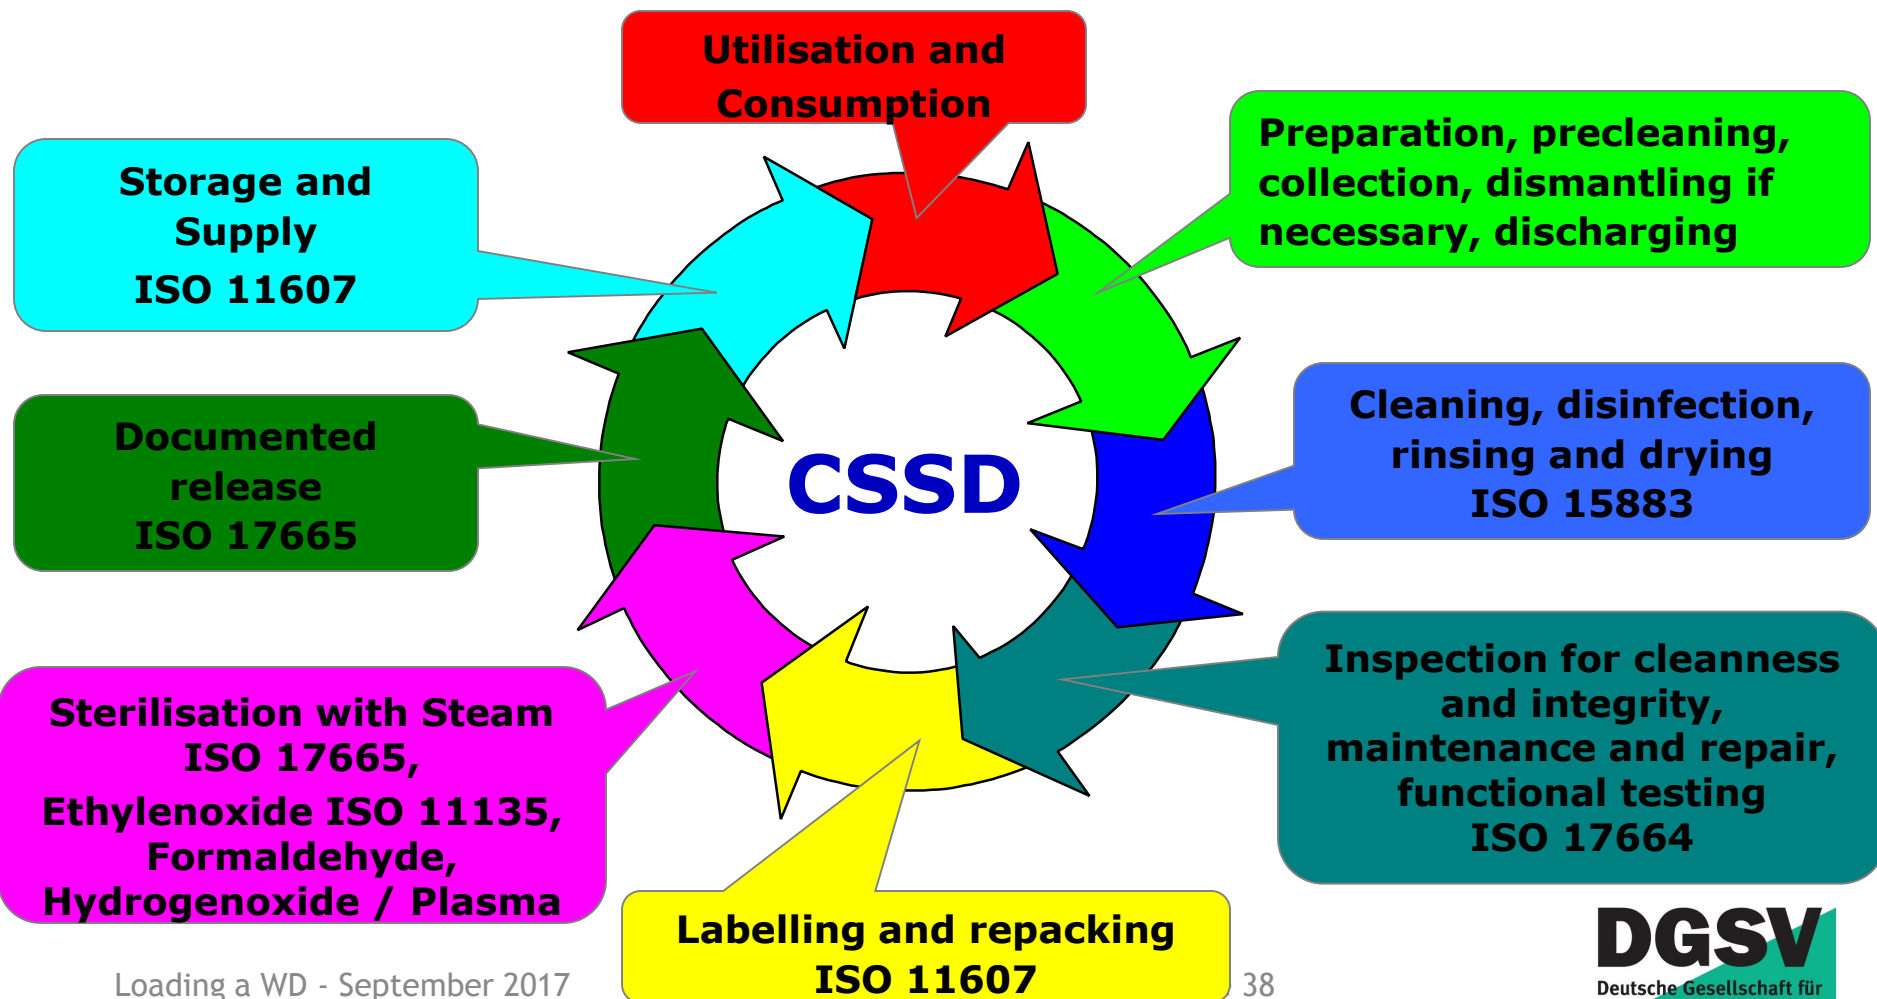 Utilisation and
Consumption
Preparation, precleaning,
collection, dismantling if
necessary, discharging
Storage and
Supply
ISO 11607
Cleaning, disinfection,
rinsing and drying
ISO 15883
Documented
release
ISO 17665
CSSD
Inspection for cleanness
and integrity,
maintenance and repair,
functional testing
ISO 17664
Sterilisation with Steam
ISO 17665,
Ethylenoxide ISO 11135,
Formaldehyde,
Hydrogenoxide / Plasma
Labelling and repacking
ISO 11607
DGSV
Deutsche Gesellschaft für
Loading a WD - September 2017
38